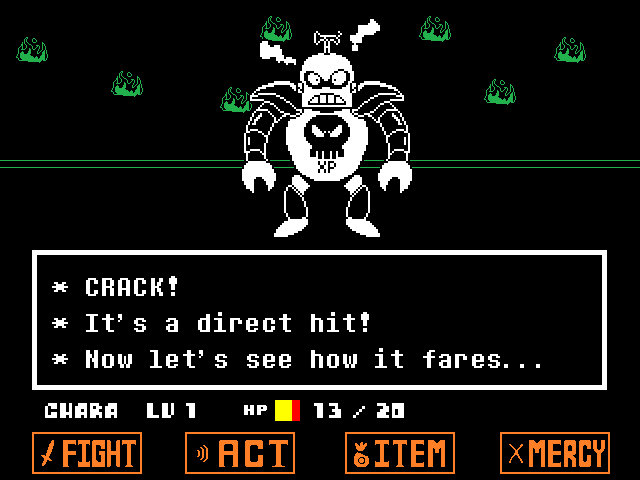 XP
* CRACK!
* It's a direct hit!
* Now let's see how it fares...
CHARA LV 1 HP 13 / 20
FIGHT ACT ITEM MERCY